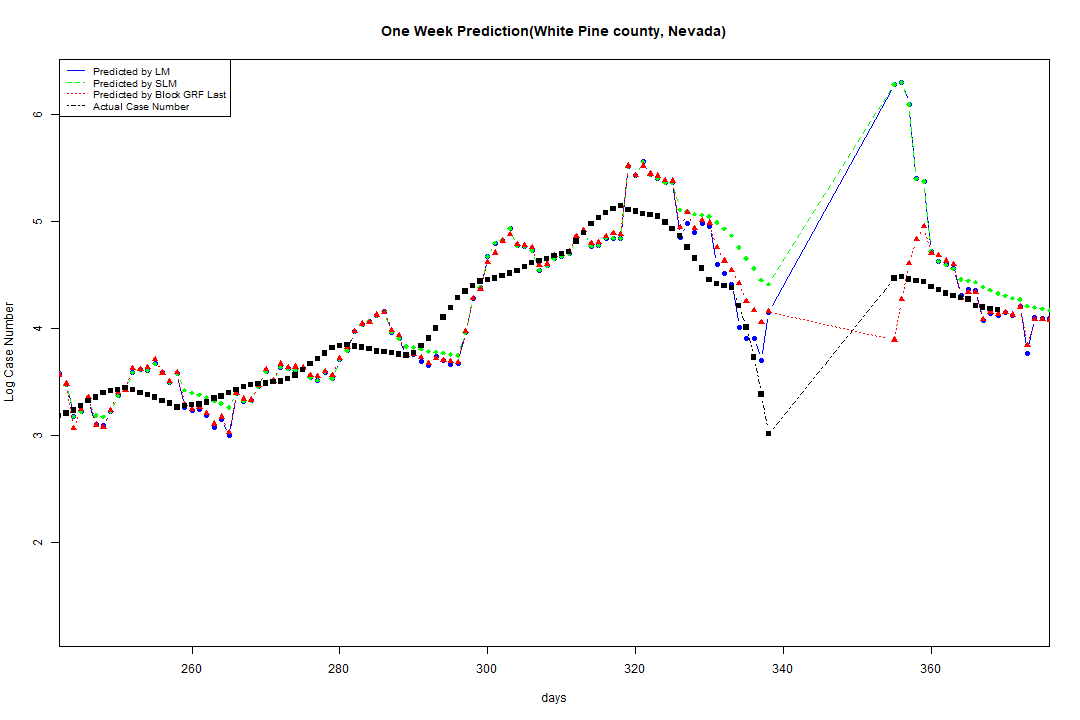 One Week Prediction(White Pine county, Nevada)
Predicted by LM
Predicted by SLM
Predicted by Block GRF Last
Actual Case Number
6
5
4
3
2
Log Case Number
260 280 300 320 340 360
days